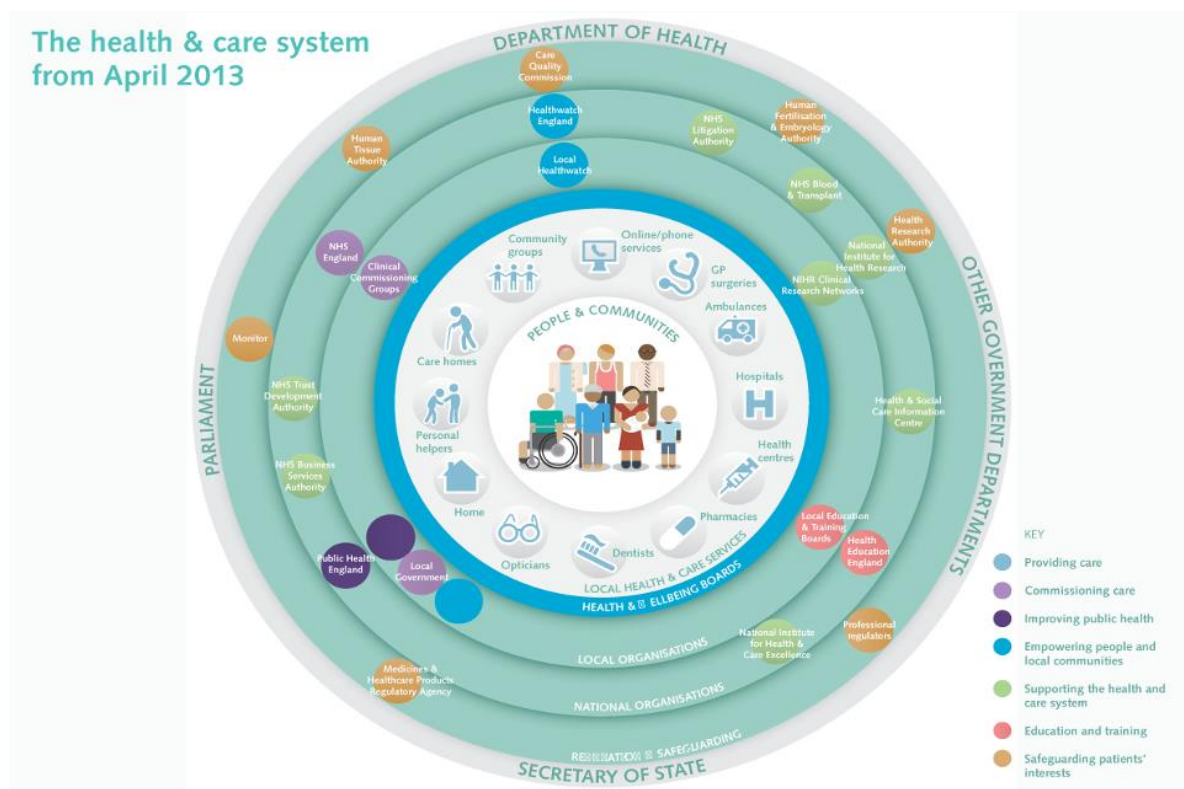 The health & care system
from April 2013
DEPARTMENT OF HEALTH
Care
Quality
Commission
Healthwatch
England
Local
Healthwatch
Human
Tissue
Authority
NHS
Litigation
Authority
Human
Fertilisation
& Embryology
Authority
NHS Blood
& Transplant
Health
Research
Authority
National
Institute for
Health Research
NIHR Clinical
Research Networks
NHS
England
Clinical
Commissioning
Groups
Monitor
NHS Trust
Development
Authority
NHS Business
Services
Authority
PARLIAMENT
OTHER GOVERNMENT DEPARTMENTS
Community
groups
Online/phone
services
GP
surgeries
Ambulances
Care homes
PEOPLE & COMMUNITIES
Hospitals
H
Personal
helpers
Health
centres
Home
Pharmacies
Opticians
Dentists
LOCAL HEALTH & CARE SERVICES
HEALTH & ELLBEING BOARDS
Health & Social
Care Information
Centre
Local Education
& Training
Boards
Health
Education
England
Public Health
England
Local
Government
National Institute
for Health &
Care Excellence
Professional
regulators
Medicines &
Healthcare Products
Regulatory Agency
LOCAL ORGANISATIONS
NATIONAL ORGANISATIONS
SAFEGUARDING
SECRETARY OF STATE
KEY
Providing care
Commissioning care
Improving public health
Empowering people and
local communities
Supporting the health and
care system
Education and training
Safeguarding patients'
interests